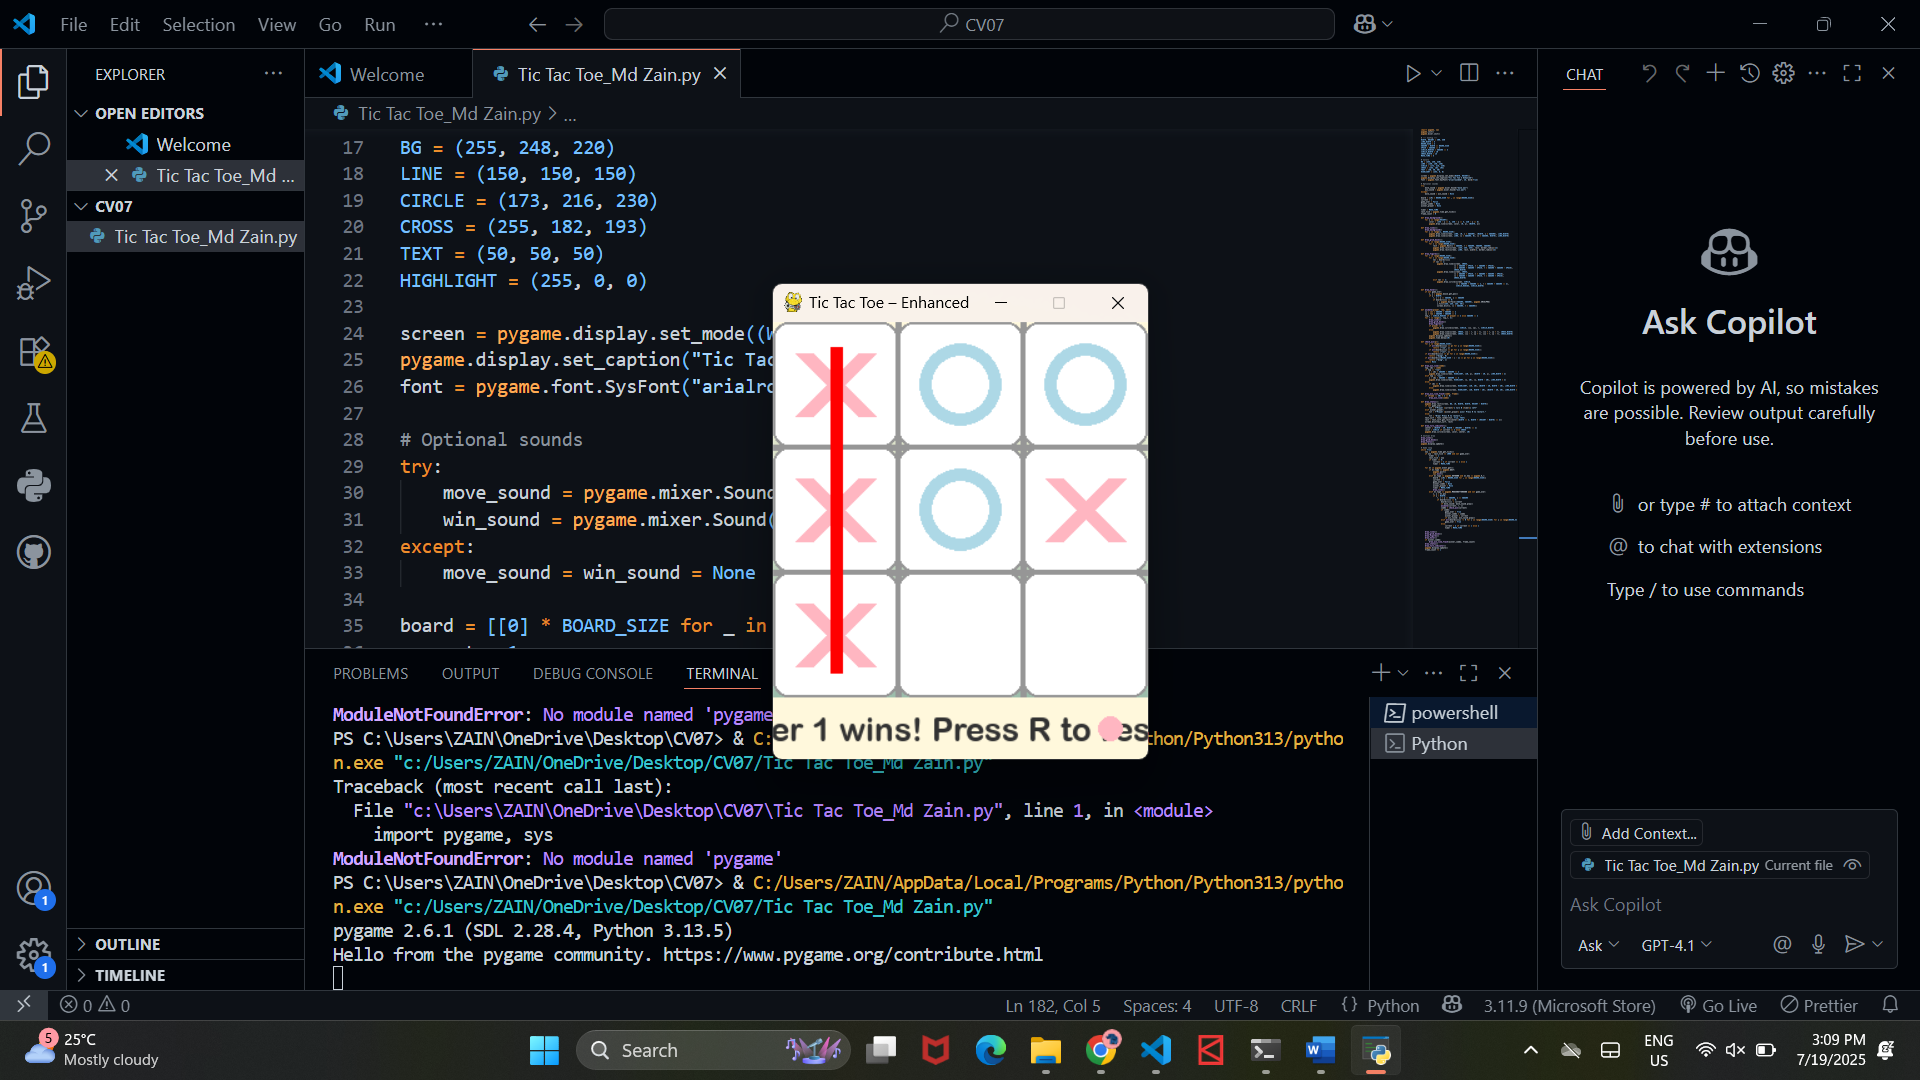 File Edit Selection View Go Run ···
CV07
EXPLORER ···
OPEN EDITORS
Welcome
Tic Tac Toe_Md ...
CV07
Tic Tac Toe_Md Zain.py
OUTLINE
TIMELINE
Welcome
Tic Tac Toe_Md Zain.py
Tic Tac Toe_Md Zain.py > ...
17 BG = (255, 248, 220)
18 LINE = (150, 150, 150)
19 CIRCLE = (173, 216, 230)
20 CROSS = (255, 182, 193)
21 TEXT = (50, 50, 50)
22 HIGHLIGHT = (255, 0, 0)
23
24 screen = pygame.display.set_mode((
25 pygame.display.set_caption("Tic Tac
26 font = pygame.font.SysFont("arialro
27
28 # Optional sounds
29 try:
30 move_sound = pygame.mixer.Sound
31 win_sound = pygame.mixer.Sound(
32 except:
33 move_sound = win_sound = None
34
35 board = [[0] * BOARD_SIZE for _ in
Tic Tac Toe – Enhanced
er 1 wins! Press R to
PROBLEMS OUTPUT DEBUG CONSOLE TERMINAL
ModuleNotFoundError: No module named 'pygame
PS C:\Users\ZAIN\OneDrive\Desktop\CV07> & C: thon/Python313/pytho
n.exe "c:/Users/ZAIN/OneDrive/Desktop/CV07/Tic Tac Toe_Md Zain.py"
Traceback (most recent call last):
File "c:\Users\ZAIN\OneDrive\Desktop\CV07\Tic Tac Toe_Md Zain.py", line 1, in <module>
import pygame, sys
ModuleNotFoundError: No module named 'pygame'
PS C:\Users\ZAIN\OneDrive\Desktop\CV07> & C:/Users/ZAIN/AppData/Local/Programs/Python/Python313/pytho
n.exe "c:/Users/ZAIN/OneDrive/Desktop/CV07/Tic Tac Toe_Md Zain.py"
pygame 2.6.1 (SDL 2.28.4, Python 3.13.5)
Hello from the pygame community. https://www.pygame.org/contribute.html
powershell
Python
CHAT
Ask Copilot
Copilot is powered by AI, so mistakes
are possible. Review output carefully
before use.
or type # to attach context
@ to chat with extensions
Type / to use commands
Add Context...
Tic Tac Toe_Md Zain.py Current file
Ask Copilot
Ask GPT-4.1 @
1
1
0 0
Ln 182, Col 5 Spaces: 4 UTF-8 CRLF {} Python 3.11.9 (Microsoft Store) Go Live Prettier
5
25°C
Mostly cloudy
Search
ENG
US
3:09 PM
7/19/2025